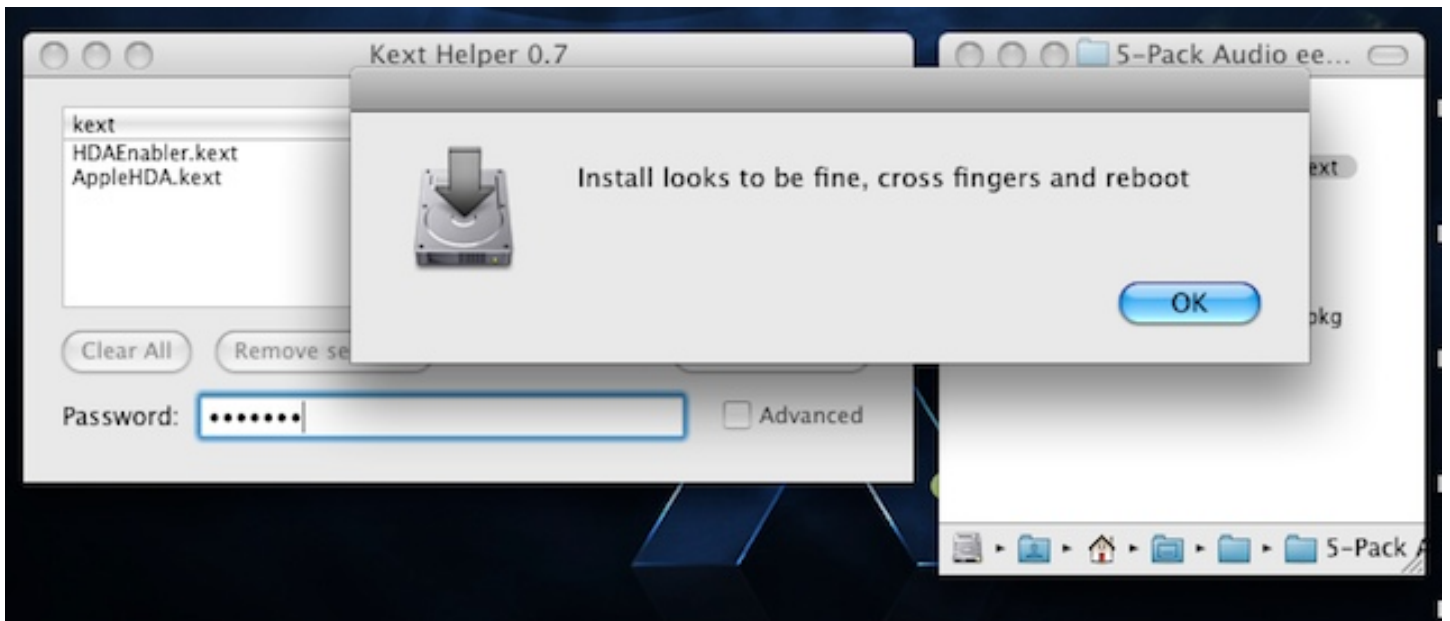 Kext Helper 0.7
kext
HDAEnabler.kext
AppleHDA.kext
Clear All
Remove se
Password:
Advanced
Install looks to be fine, cross fingers and reboot
OK
5-Pack Audio ee...
ext
pkg
5-Pack A